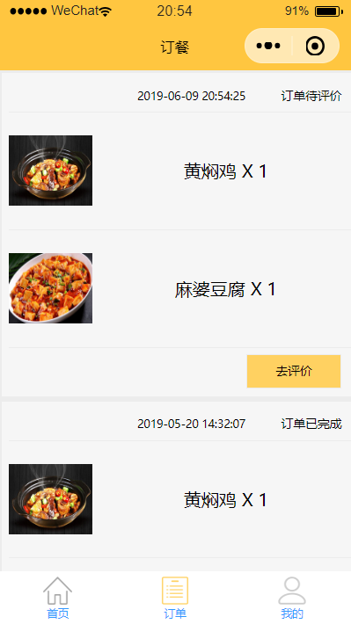 WeChat 20:54 91%
订餐
2019-06-09 20:54:25 订单待评价
黄焖鸡 X 1
麻婆豆腐 X 1
去评价
2019-05-20 14:32:07 订单已完成
黄焖鸡 X 1
首页 订单 我的